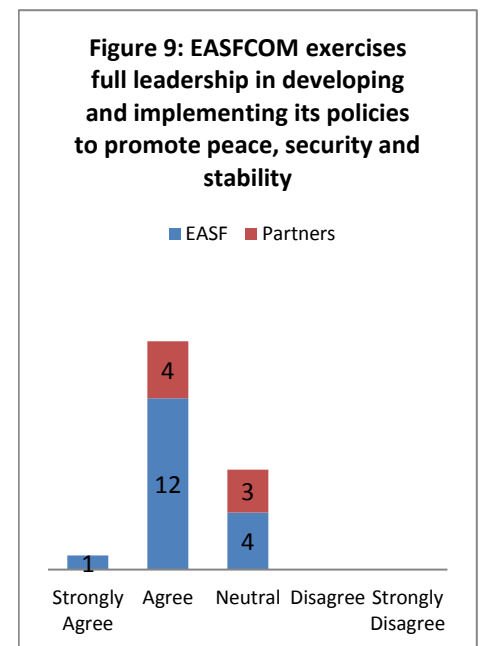 Figure 9: EASFCOM exercises
full leadership in developing
and implementing its policies
to promote peace, security and
stability
EASF Partners
4
12
3
4
1
Strongly Agree Neutral Disagree Strongly
Agree Disagree